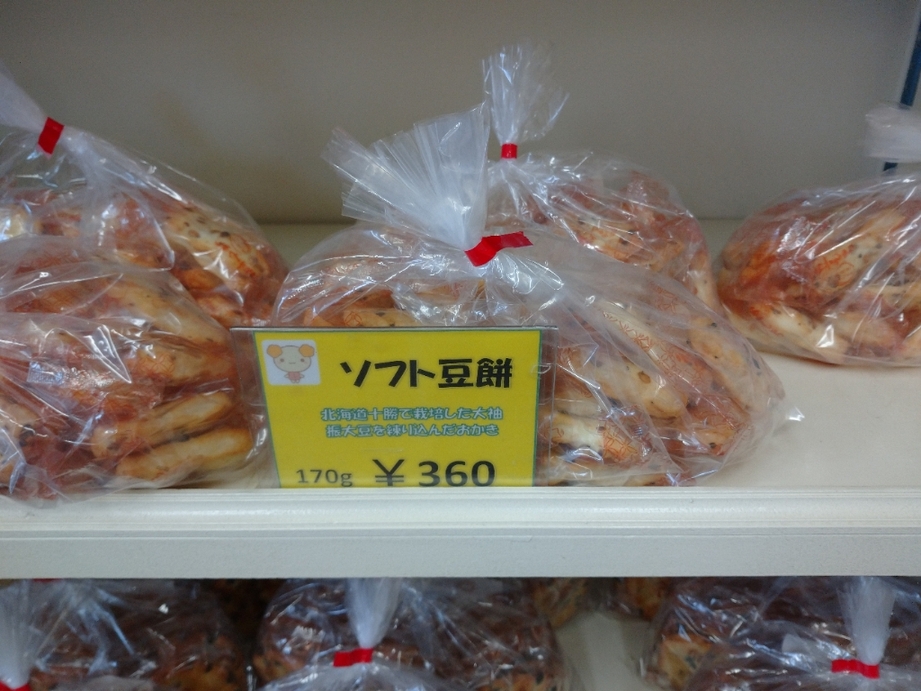 ソフト豆餅
北海道十勝で栽培した大袖
振大豆を練り込んだおかき
170g ¥360